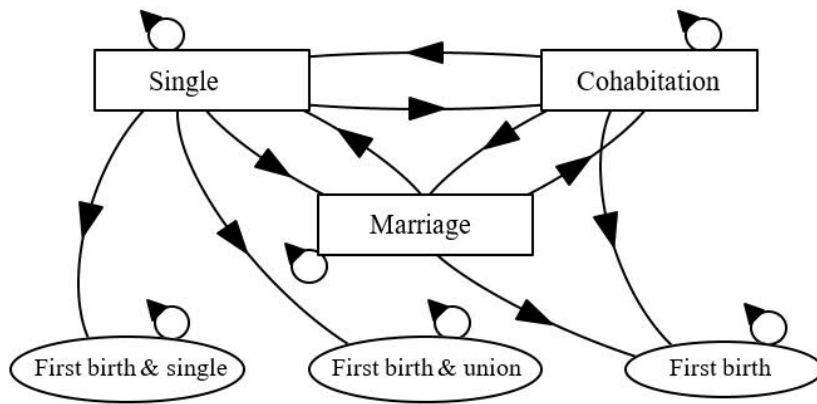 Single
Cohabitation
Marriage
First birth & single
First birth & union
First birth